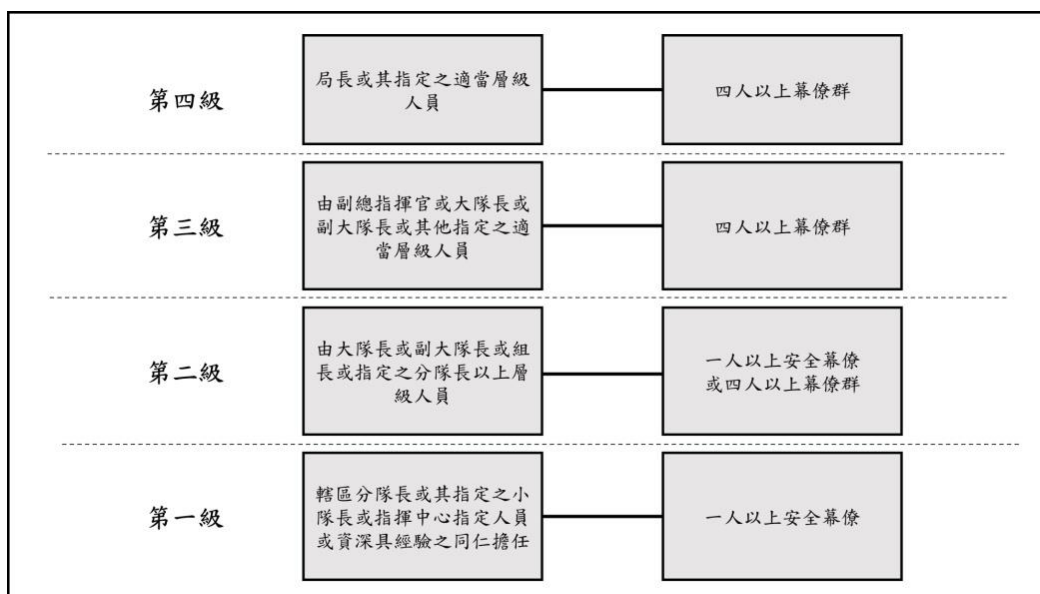 第四級
局長或其指定之適當層級
人員
四人以上幕僚群
第三級
由副總指揮官或大隊長或
副大隊長或其他指定之適
當層級人員
四人以上幕僚群
第二級
由大隊長或副大隊長或組
長或指定之分隊長以上層
級人員
一人以上安全幕僚
或四人以上幕僚群
第一級
轄區分隊長或其指定之小
隊長或指揮中心指定人員
或資深具經驗之同仁擔任
一人以上安全幕僚